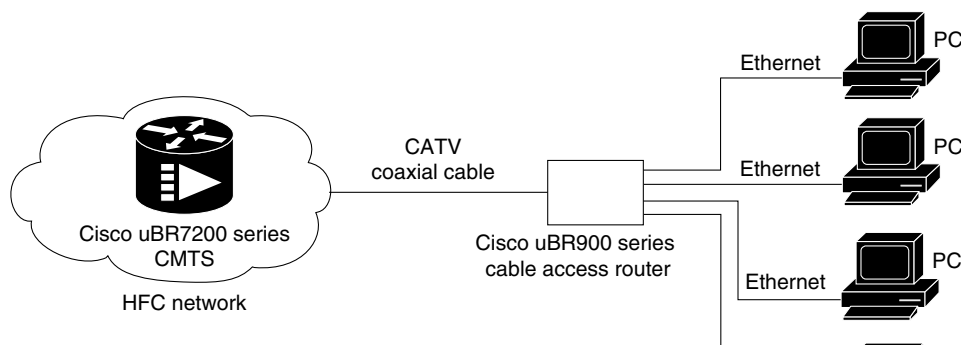 PC
Ethernet
CATV
coaxial cable
Ethernet
PC
Cisco uBR7200 series
CMTS
Cisco uBR900 series
cable access router
PC
Ethernet
HFC network